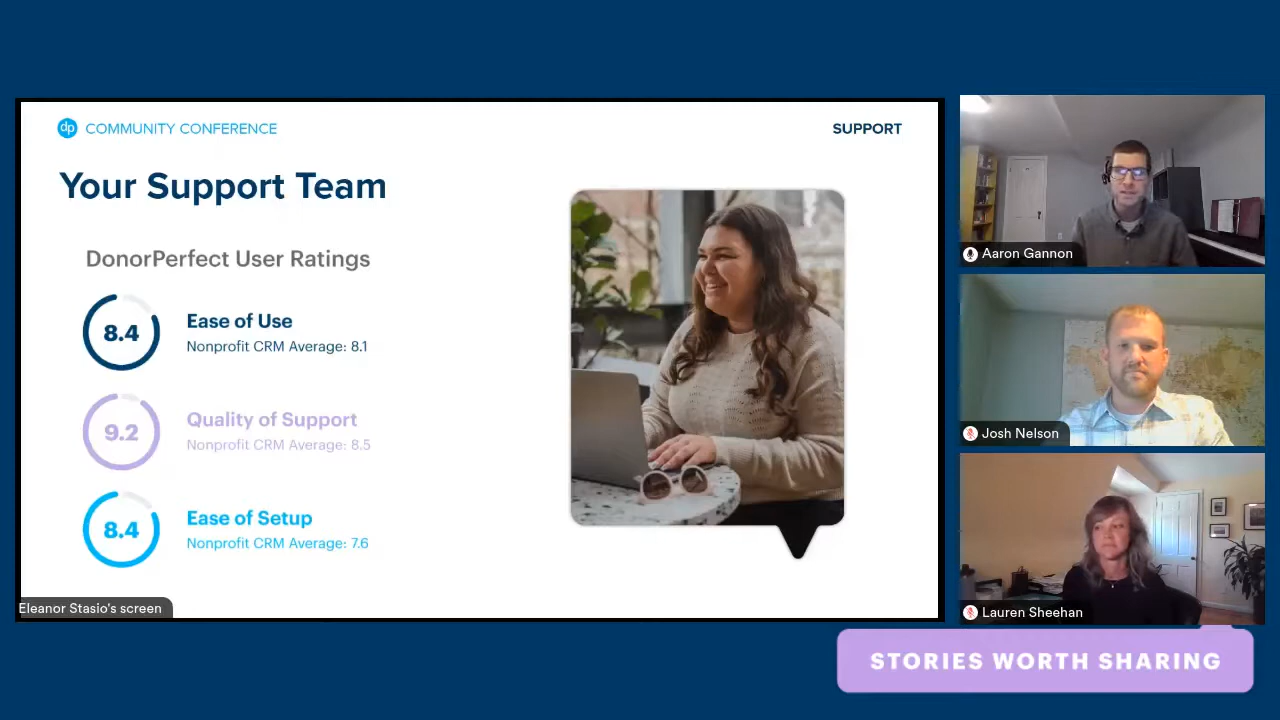 dp COMMUNITY CONFERENCE
SUPPORT
Your Support Team
DonorPerfect User Ratings
8.4
Ease of Use
Nonprofit CRM Average: 8.1
9.2
Quality of Support
Nonprofit CRM Average: 8.5
8.4
Ease of Setup
Nonprofit CRM Average: 7.6
Eleanor Stasio's screen
Aaron Gannon
Josh Nelson
Lauren Sheehan
STORIES WORTH SHARING